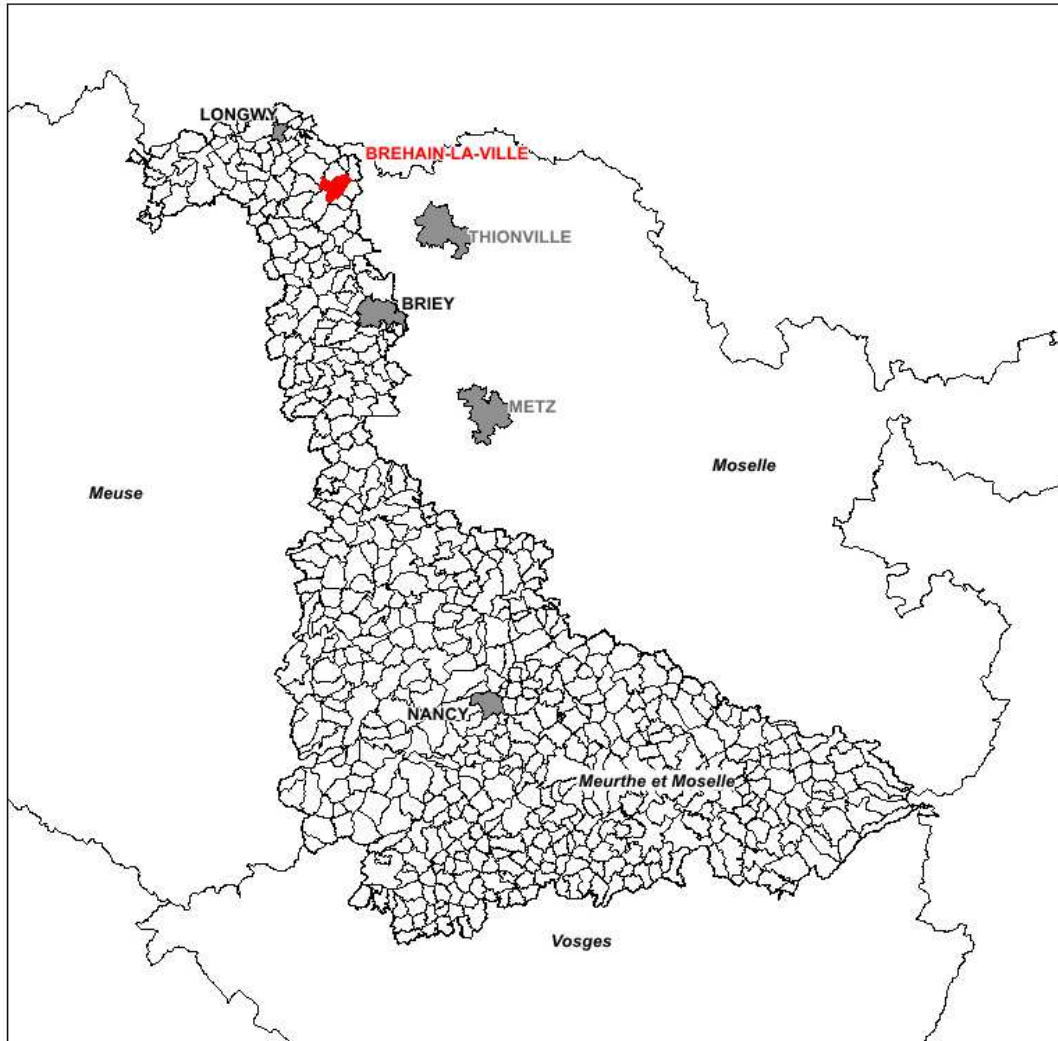 LONGWY
BREHAIN-LA-VILLE
THIONVILLE
BRIEY
METZ
Moselle
Meuse
NANCY
Meurthe et Moselle
Vosges